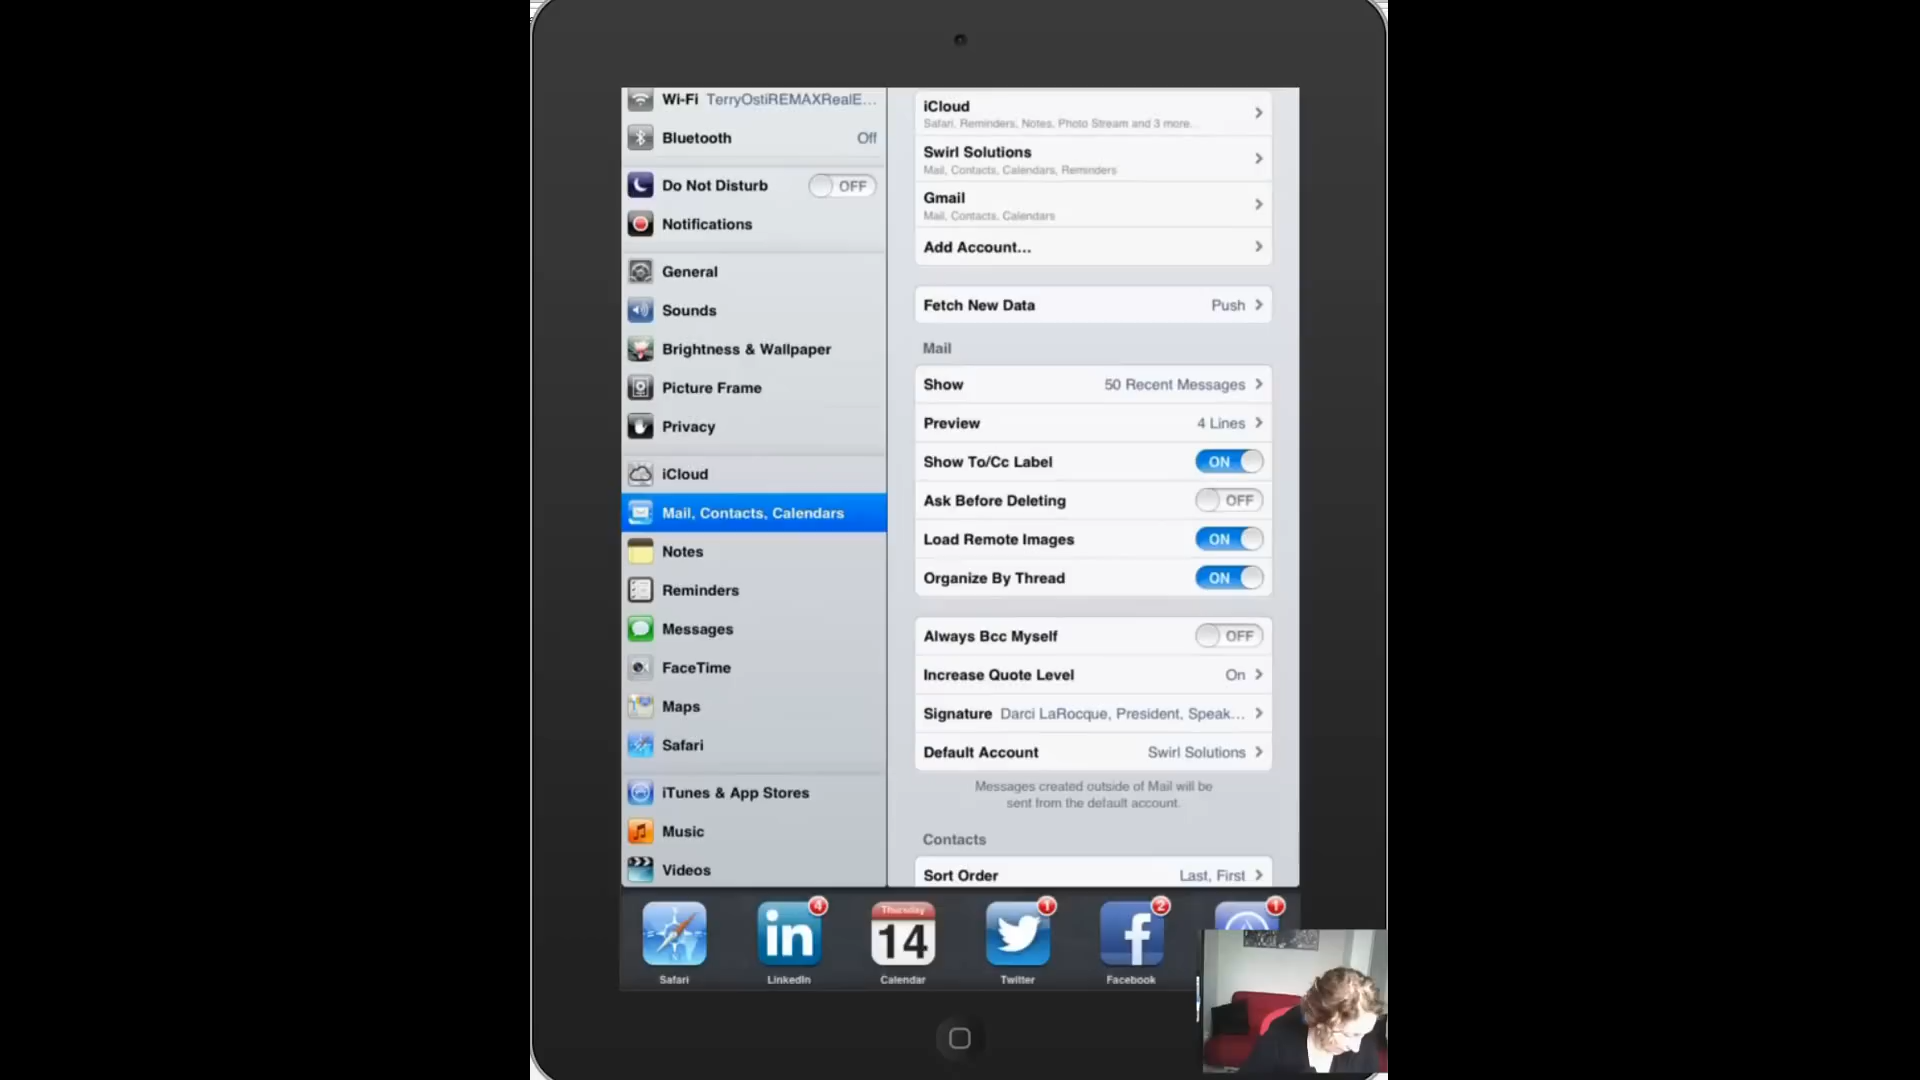 Wi-Fi TerryOstiREMAXRealE...
Bluetooth Off
Do Not Disturb OFF
Notifications
General
Sounds
Brightness & Wallpaper
Picture Frame
Privacy
iCloud
Mail, Contacts, Calendars
Notes
Reminders
Messages
FaceTime
Maps
Safari
iTunes & App Stores
Music
Videos
iCloud
Safari, Reminders, Notes, Photo Stream and 3 more.
Swirl Solutions
Mail, Contacts, Calendars, Reminders
Gmail
Mail, Contacts, Calendars
Add Account...
Fetch New Data Push
Mail
Show 50 Recent Messages
Preview 4 Lines
Show To/Cc Label ON
Ask Before Deleting OFF
Load Remote Images ON
Organize By Thread ON
Always Bcc Myself OFF
Increase Quote Level On
Signature Darci LaRocque, President, Speak...
Default Account Swirl Solutions
Messages created outside of Mail will be
sent from the default account.
Contacts
Sort Order Last, First
4 1 2 1
Thursday
14
in f
Safari LinkedIn Calendar Twitter Facebook